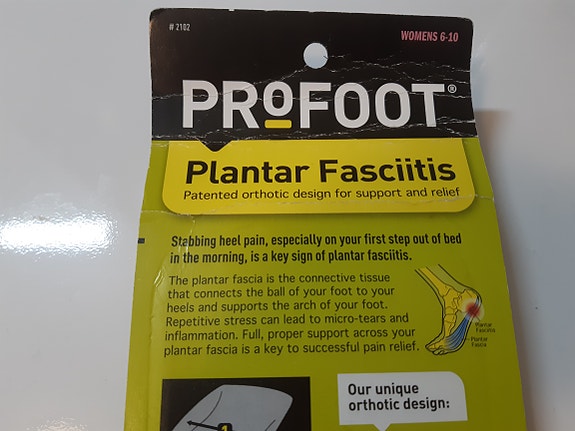 # 2102
WOMENS 6-10
PROFOOT®
Plantar Fasciitis
Patented orthotic design for support and relief
Stabbing heel pain, especially on your first step out of bed
in the morning, is a key sign of plantar fasciitis.
The plantar fascia is the connective tissue
that connects the ball of your foot to your
heels and supports the arch of your foot.
Repetitive stress can lead to micro-tears and
inflammation. Full, proper support across your
plantar fascia is a key to successful pain relief.
Plantar
Fasciitis
Plantar
Fascia
Our unique
orthotic design:
1